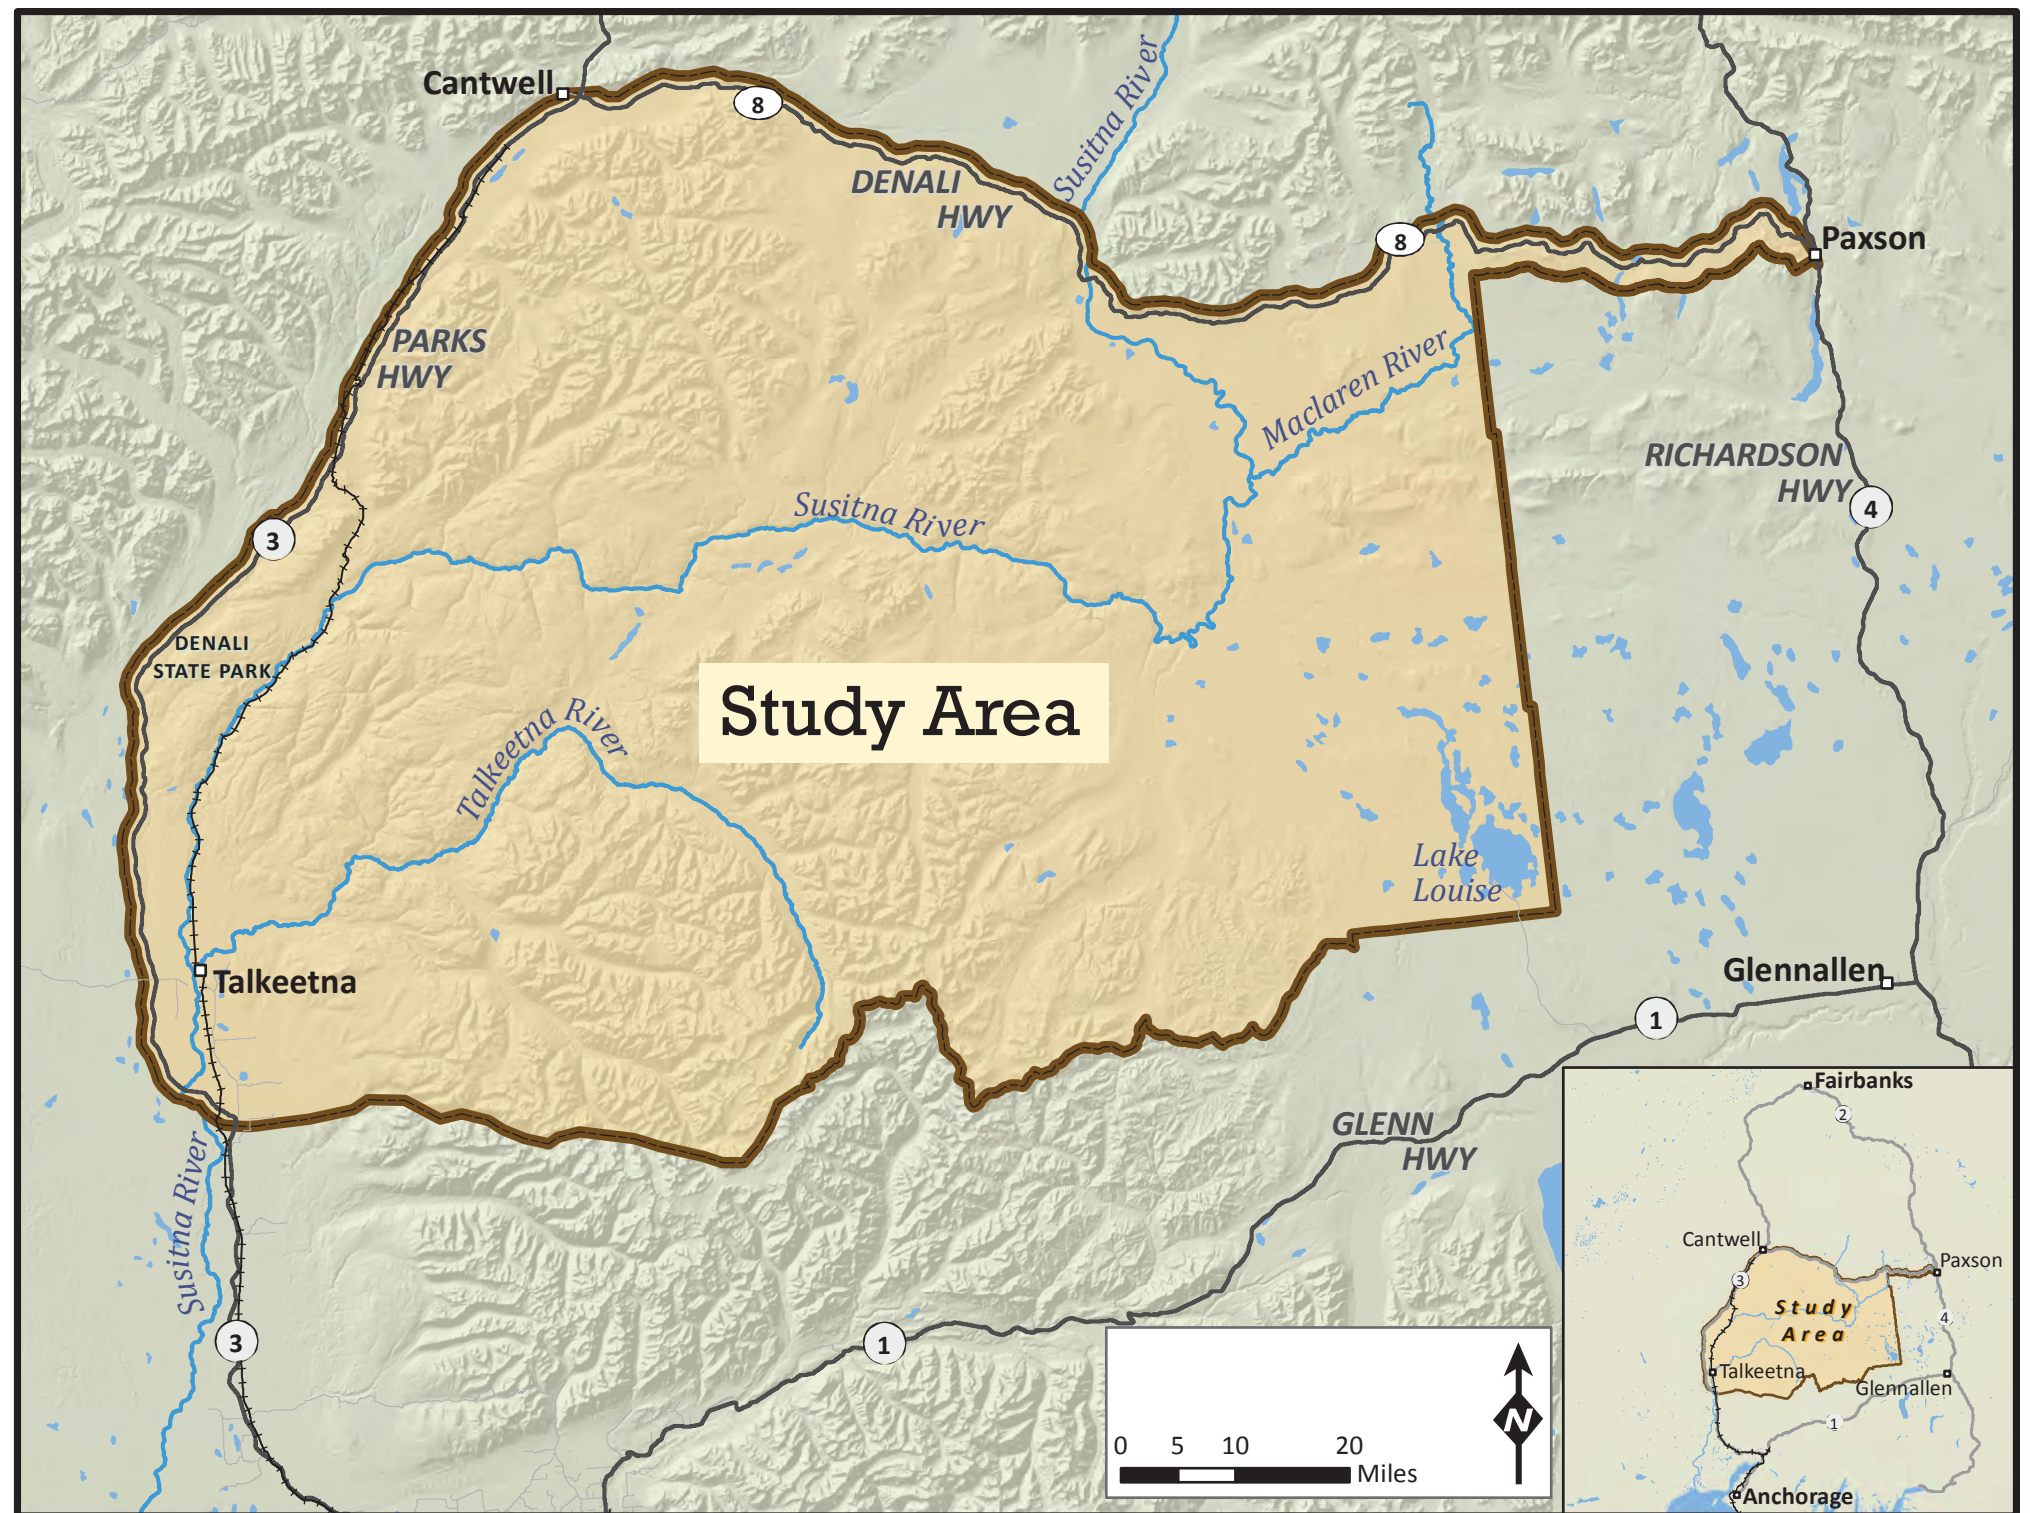 Cantwell
8
Susitna River
DENALI
HWY
8
Paxson
PARKS
HWY
Maclaren River
RICHARDSON
HWY
4
Susitna River
3
DENALI
STATE PARK
Study Area
Talkeetna River
Lake
Louise
Talkeetna
Glennallen
1
GLENN
HWY
Susitna River
3
1
0 5 10 20
Miles
N
Fairbanks
2
Cantwell
Paxson
3
Study
Area
4
Talkeetna
Glennallen
1
Anchorage